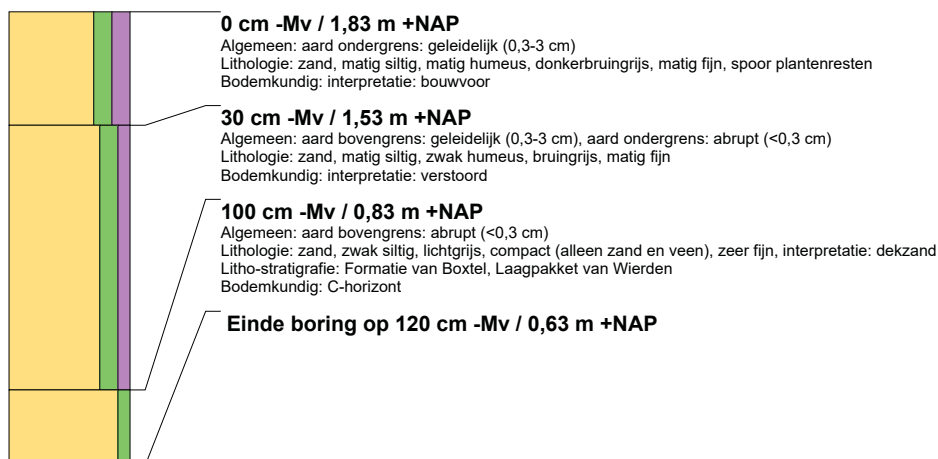 0 cm -Mv / 1,83 m +NAP
Algemeen: aard ondergrens: geleidelijk (0,3-3 cm)
Lithologie: zand, matig siltig, matig humeus, donkerbruingrijs, matig fijn, spoor plantenresten
Bodemkundig: interpretatie: bouwvoor
30 cm -Mv / 1,53 m +NAP
Algemeen: aard bovengrens: geleidelijk (0,3-3 cm), aard ondergrens: abrupt (<0,3 cm)
Lithologie: zand, matig siltig, zwak humeus, bruingrijs, matig fijn
Bodemkundig: interpretatie: verstoord
100 cm -Mv / 0,83 m +NAP
Algemeen: aard bovengrens: abrupt (<0,3 cm)
Lithologie: zand, zwak siltig, lichtgrijs, compact (alleen zand en veen), zeer fijn, interpretatie: dekzand
Litho-stratigrafie: Formatie van Boxtel, Laagpakket van Wierden
Bodemkundig: C-horizont
Einde boring op 120 cm -Mv / 0,63 m +NAP